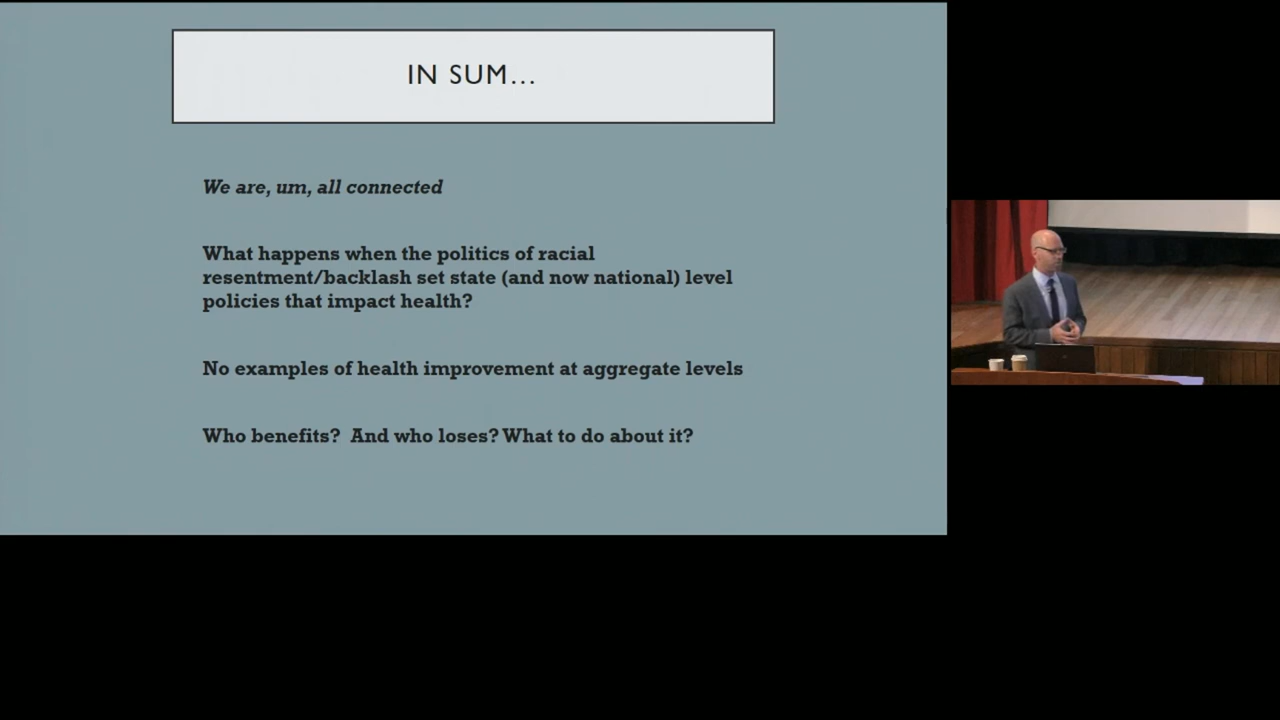 IN SUM...
We are, um, all connected
What happens when the politics of racial
resentment/backlash set state (and now national) level
policies that impact health?
No examples of health improvement at aggregate levels
Who benefits?  And who loses? What to do about it?